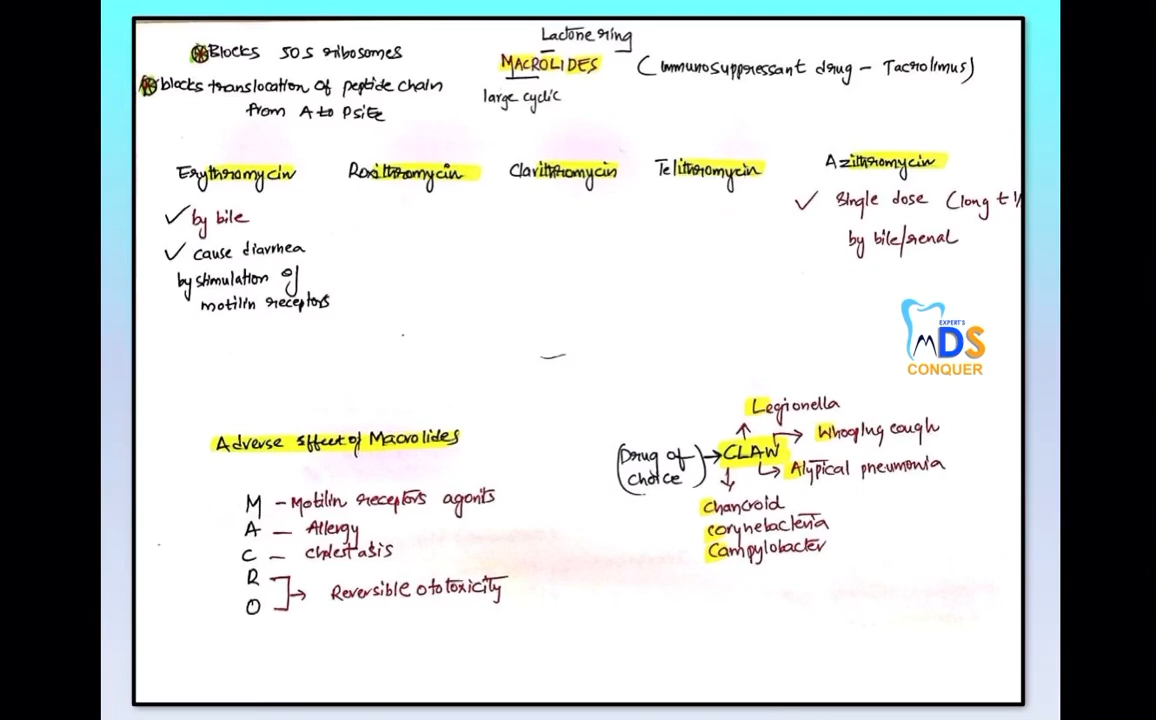 Lactone ring
Blocks 50s ribosomes
MACROLIDES (Immunosuppressant drug - Tacrolimus)
blocks translocation of peptide chain
from A to Psite
large cyclic
Erythromycin Roxithromycin Clarithromycin Telithromycin Azithromycin
✓ by bile
✓ cause diarrhea
by stimulation of
motilin receptors
✓ Single dose (long t 1/
by bile/renal
EXPERT'S
MDS
CONQUER
Adverse Effect of Macrolides
M - Motilin receptors agonts
A - Allergy
C - cholestasis
R
O
→ Reversible ototoxicity
Legionella
Whooping cough
(Drug of choice) → CLAW
Atypical pneumonia
Chancroid
corynebacteria
Campylobacter